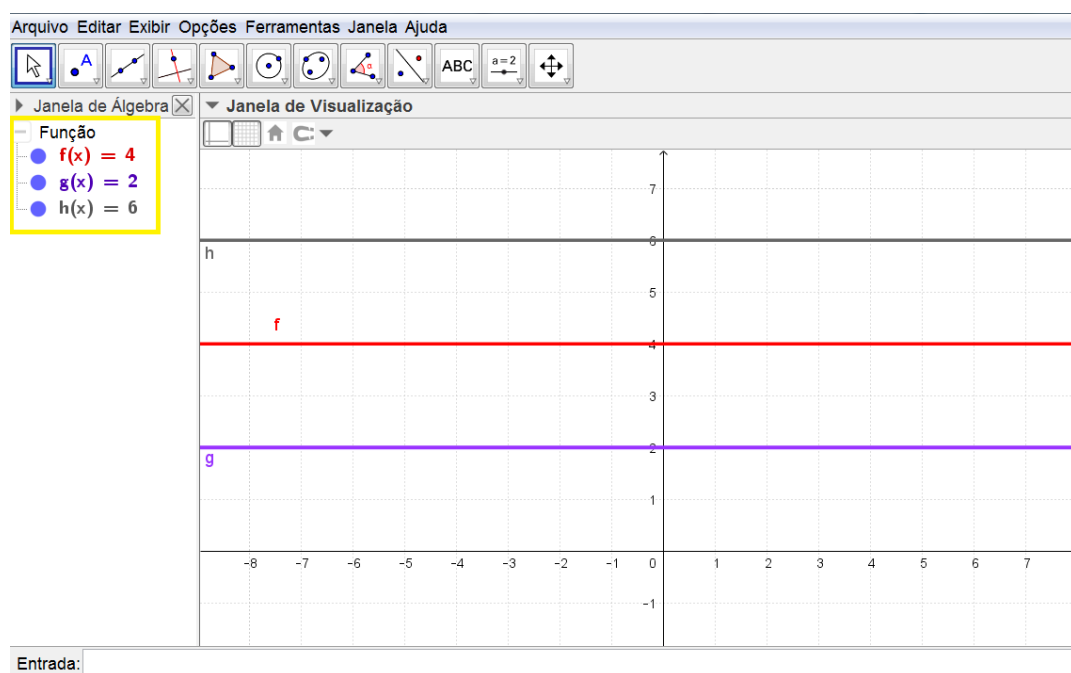 Arquivo Editar Exibir Opções Ferramentas Janela Ajuda
A
α
ABC
a=2
Janela de Álgebra
Janela de Visualização
Função
f(x) = 4
g(x) = 2
h(x) = 6
7
6
h
5
f
4
3
2
g
1
-8 -7 -6 -5 -4 -3 -2 -1 0 1 2 3 4 5 6 7
-1
Entrada: